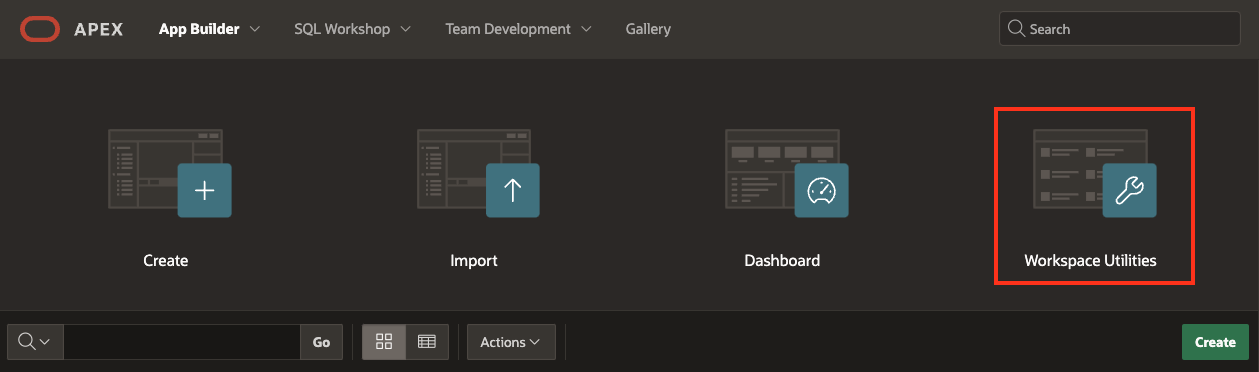 APEX App Builder SQL Workshop Team Development Gallery Search
Create Import Dashboard Workspace Utilities
Go Actions Create